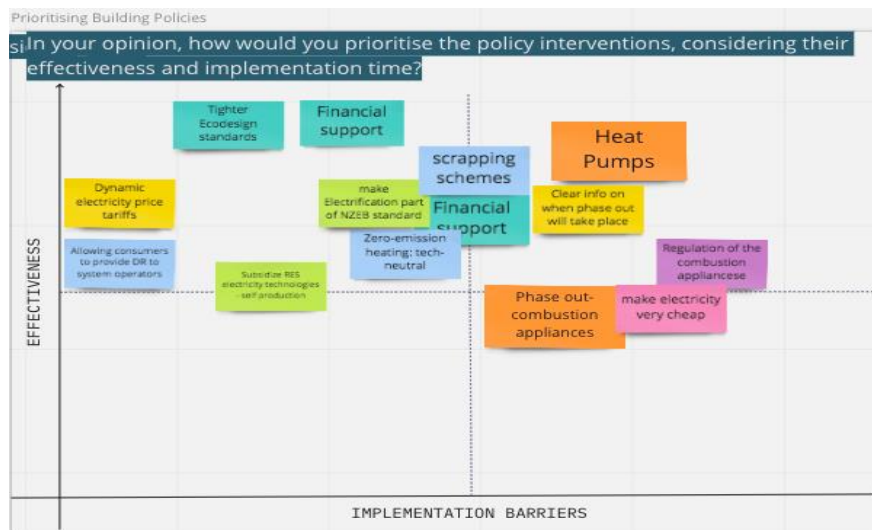 Prioritising Building Policies
si In your opinion, how would you prioritise the policy interventions, considering their
effectiveness and implementation time?
Tighter
Ecodesign
standards
Financial
support
Heat
Pumps
scrapping
schemes
Dynamic
electricity price
tariffs
make
Electrification part
of NZEB standard
Financial
support
Clear info on
when phase out
will take place
Allowing consumers
to provide DR to
system operators
Zero-emission
heating: tech-
neutral
Regulation of the
combustion
appliancese
Subsidize RES
electricity technologies
- self production
Phase out-
combustion
appliances
make electricity
very cheap
EFFECTIVENESS
IMPLEMENTATION BARRIERS